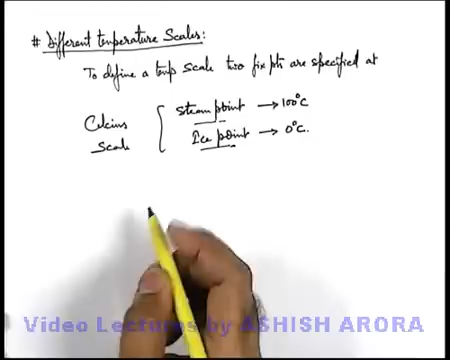 # Different temperature Scales:
To define a temp scale two fix pts are specified at
Celcius Scale { Steam point → 100°C
Ice point → 0°C.
Video Lectures by ASHISH ARORA